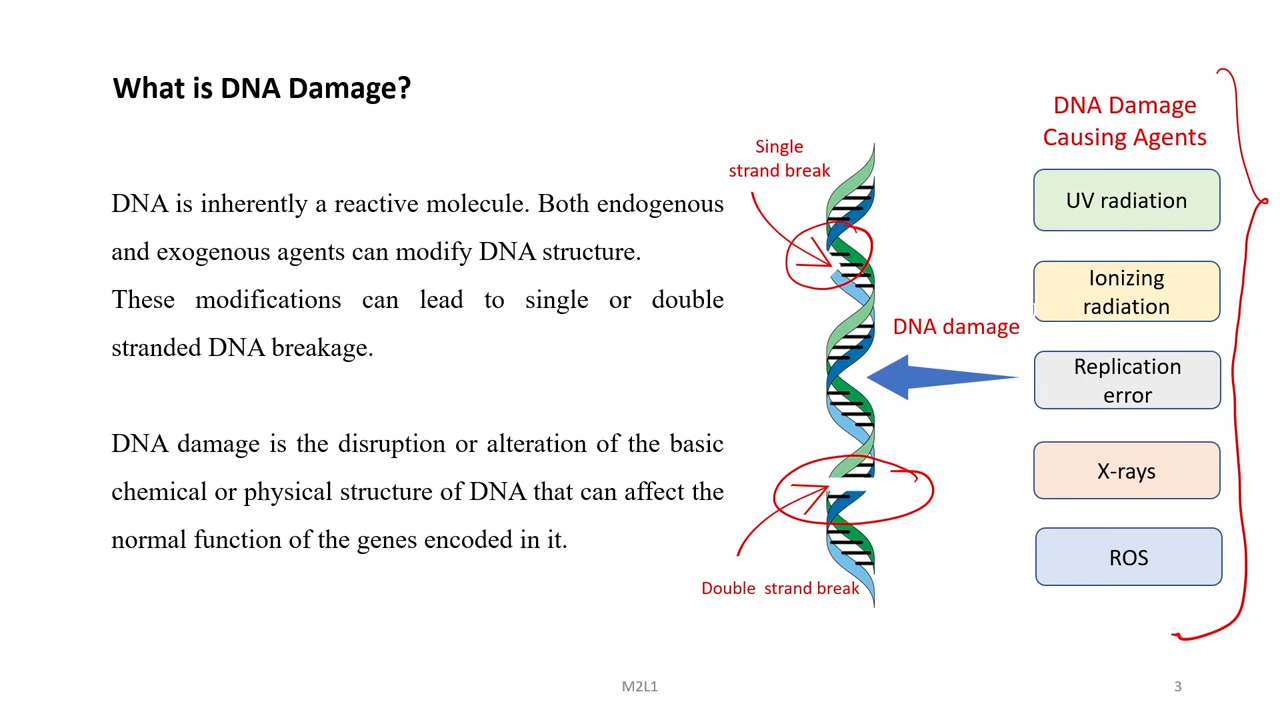 What is DNA Damage?
DNA is inherently a reactive molecule. Both endogenous
and exogenous agents can modify DNA structure.
These modifications can lead to single or double
stranded DNA breakage.
DNA damage is the disruption or alteration of the basic
chemical or physical structure of DNA that can affect the
normal function of the genes encoded in it.
Single
strand break
Double strand break
DNA damage
DNA Damage
Causing Agents
UV radiation
Ionizing
radiation
Replication
error
X-rays
ROS
M2L1
3